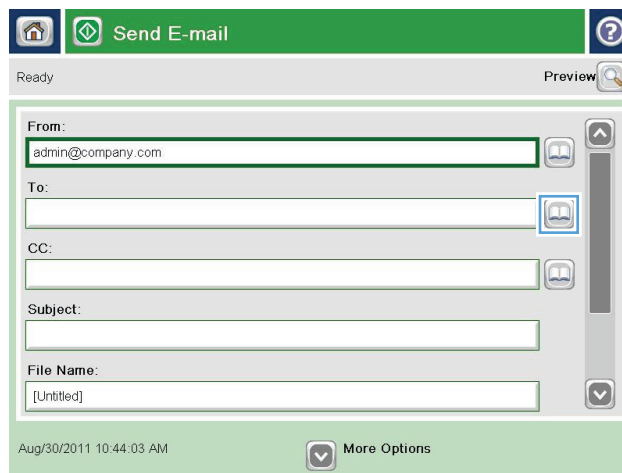 Send E-mail
?
Ready
Preview
From:
admin@company.com
To:
CC:
Subject:
File Name:
[Untitled]
Aug/30/2011 10:44:03 AM
More Options